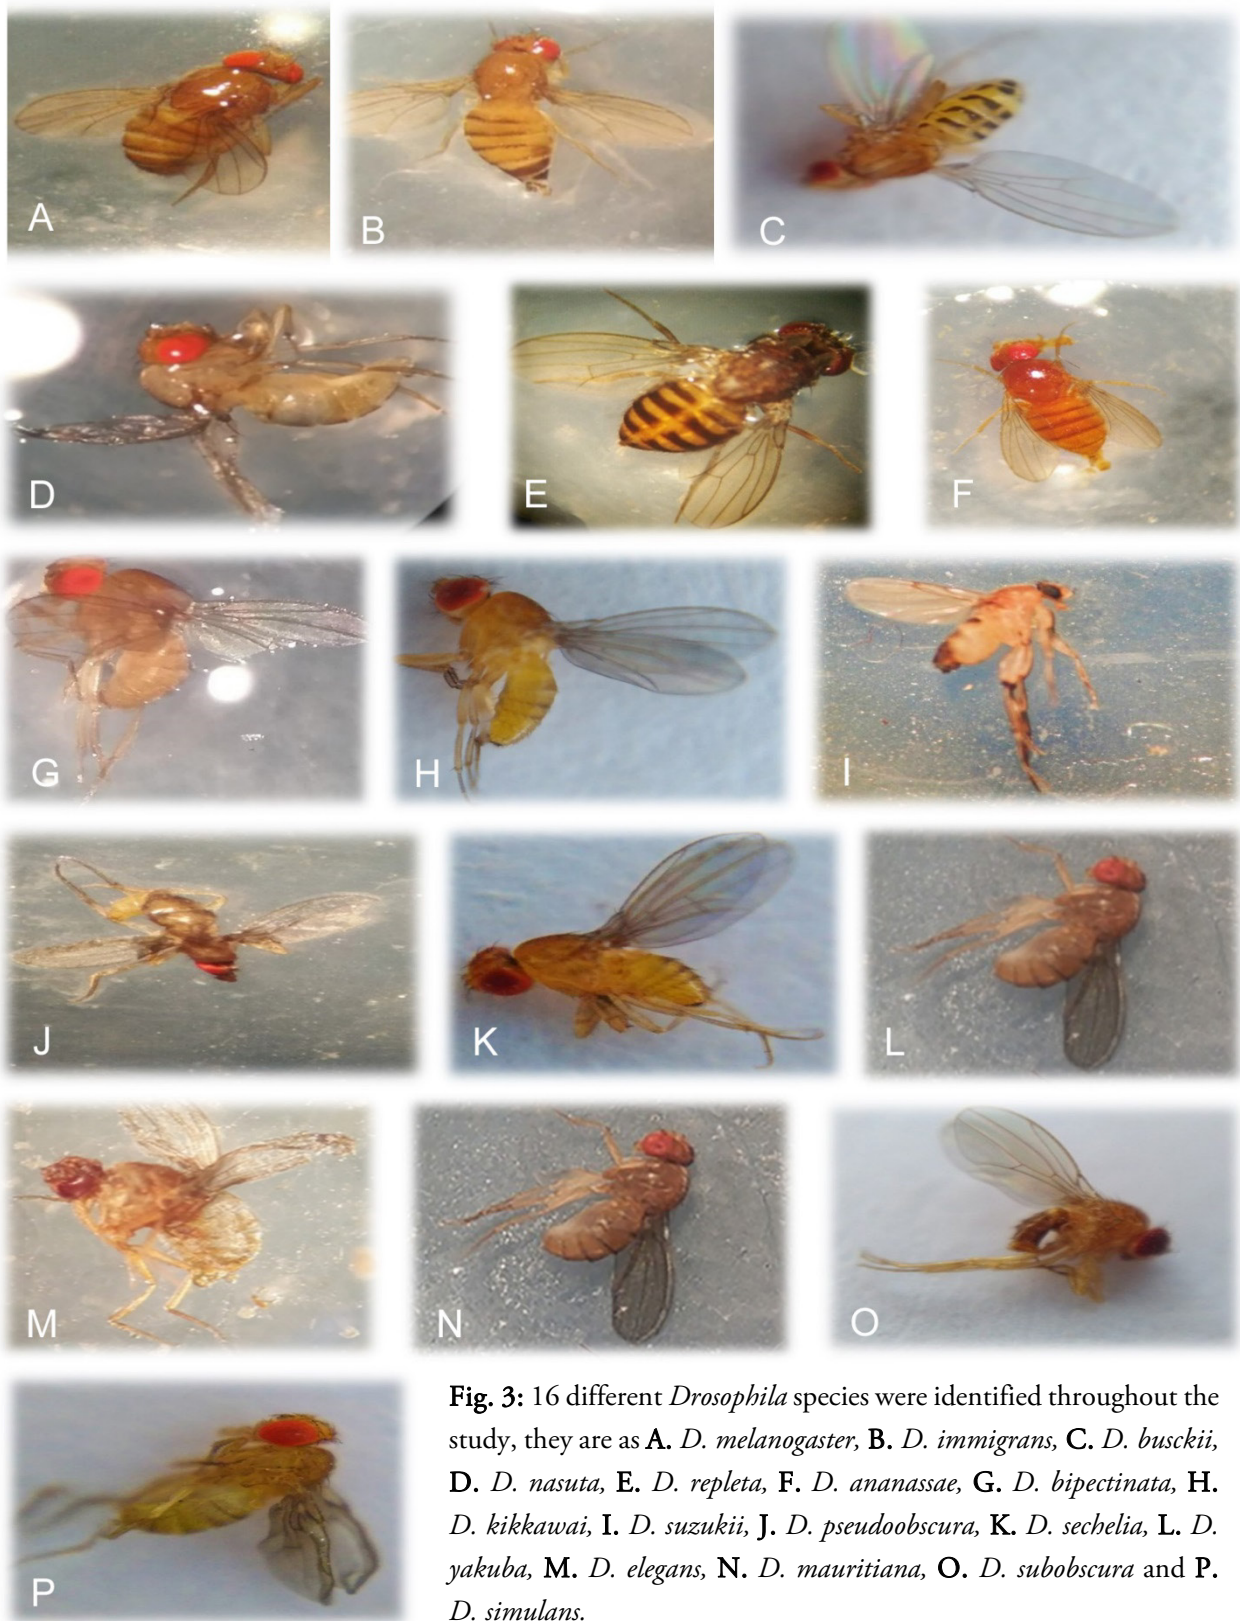 A
B
C
D
E
F
G
H
I
J
K
L
M
N
O
P
Fig. 3: 16 different Drosophila species were identified throughout the
study, they are as A. D. melanogaster, B. D. immigrans, C. D. busckii,
D. D. nasuta, E. D. repleta, F. D. ananassae, G. D. bipectinata, H.
D. kikkawai, I. D. suzukii, J. D. pseudoobscura, K. D. sechelia, L. D.
yakuba, M. D. elegans, N. D. mauritiana, O. D. subobscura and P.
D. simulans.